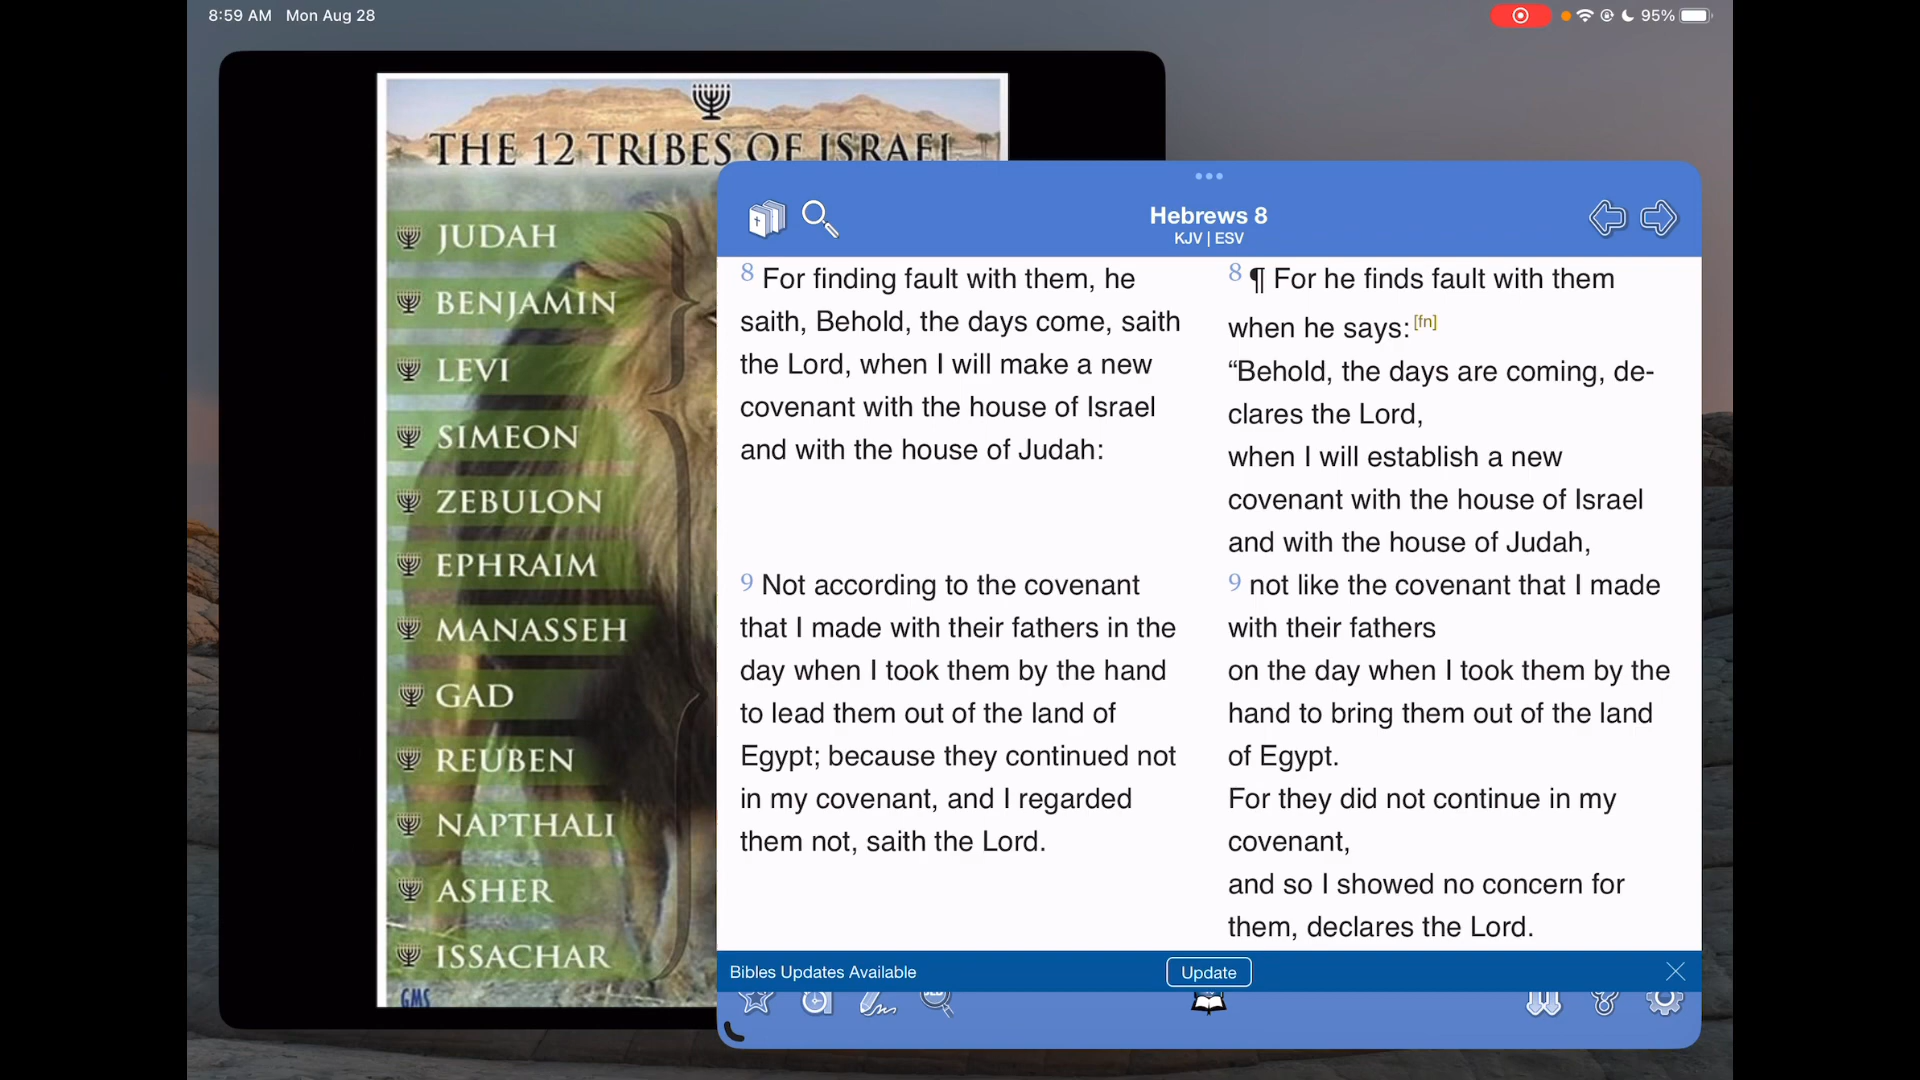 8:59 AM Mon Aug 28
95%
THE 12 TRIBES OF ISRAEL
JUDAH
BENJAMIN
LEVI
SIMEON
ZEBULON
EPHRAIM
MANASSEH
GAD
REUBEN
NAPTHALI
ASHER
ISSACHAR
GMS
Hebrews 8
KJV | ESV
8 For finding fault with them, he
saith, Behold, the days come, saith
the Lord, when I will make a new
covenant with the house of Israel
and with the house of Judah:
9 Not according to the covenant
that I made with their fathers in the
day when I took them by the hand
to lead them out of the land of
Egypt; because they continued not
in my covenant, and I regarded
them not, saith the Lord.
8 ¶ For he finds fault with them
when he says:[fn]
“Behold, the days are coming, de-
clares the Lord,
when I will establish a new
covenant with the house of Israel
and with the house of Judah,
9 not like the covenant that I made
with their fathers
on the day when I took them by the
hand to bring them out of the land
of Egypt.
For they did not continue in my
covenant,
and so I showed no concern for
them, declares the Lord.
Bibles Updates Available
Update